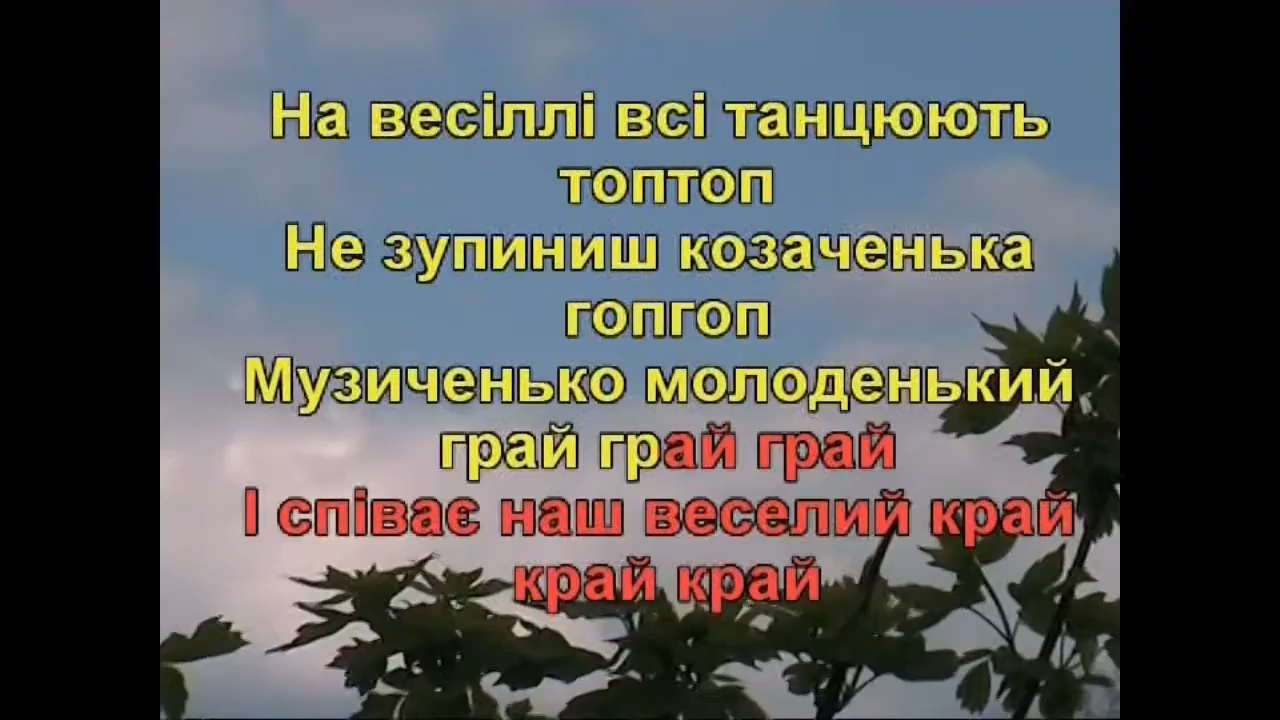 На весіллі всі танцюють
топтоп
Не зупиниш козаченька
гопгоп
Музиченько молоденький
грай грай грай
І співає наш веселий край
край край